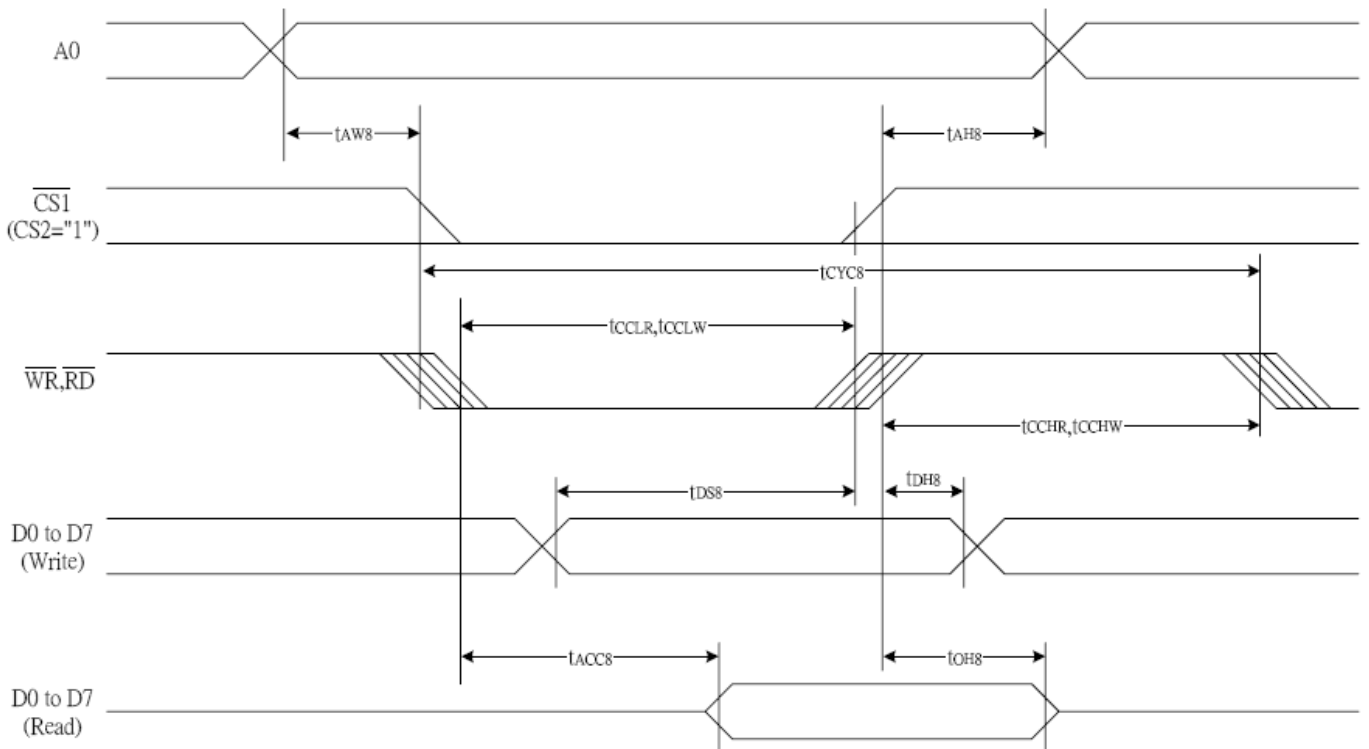 A0
tAW8
tAH8
CS1
(CS2="1")
tCYC8
tCCLR,tCCLW
WR,RD
tCCHR,tCCHW
tDS8
tDH8
D0 to D7
(Write)
tACC8
tOH8
D0 to D7
(Read)